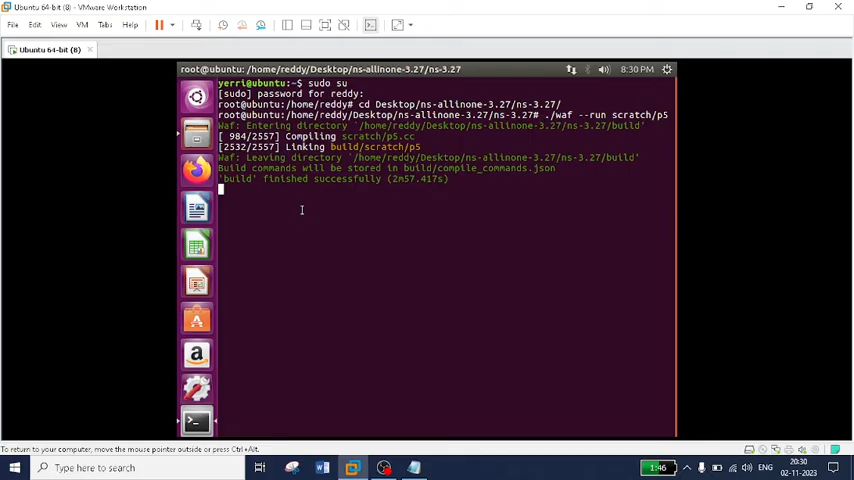 Ubuntu 64-bit (8) - VMware Workstation
File Edit View VM Tabs Help
Ubuntu 64-bit (8)
root@ubuntu: /home/reddy/Desktop/ns-allinone-3.27/ns-3.27
8:30 PM
yerri@ubuntu:~$ sudo su
[sudo] password for reddy:
root@ubuntu:/home/reddy# cd Desktop/ns-allinone-3.27/ns-3.27/
root@ubuntu:/home/reddy/Desktop/ns-allinone-3.27/ns-3.27# ./waf --run scratch/p5
Waf: Entering directory `/home/reddy/Desktop/ns-allinone-3.27/ns-3.27/build'
[ 984/2557] Compiling scratch/p5.cc
[2532/2557] Linking build/scratch/p5
Waf: Leaving directory `/home/reddy/Desktop/ns-allinone-3.27/ns-3.27/build'
Build commands will be stored in build/compile_commands.json
'build' finished successfully (2m57.417s)
To return to your computer, move the mouse pointer outside or press Ctrl+Alt.
Type here to search
1:46
ENG
20:30
02-11-2023